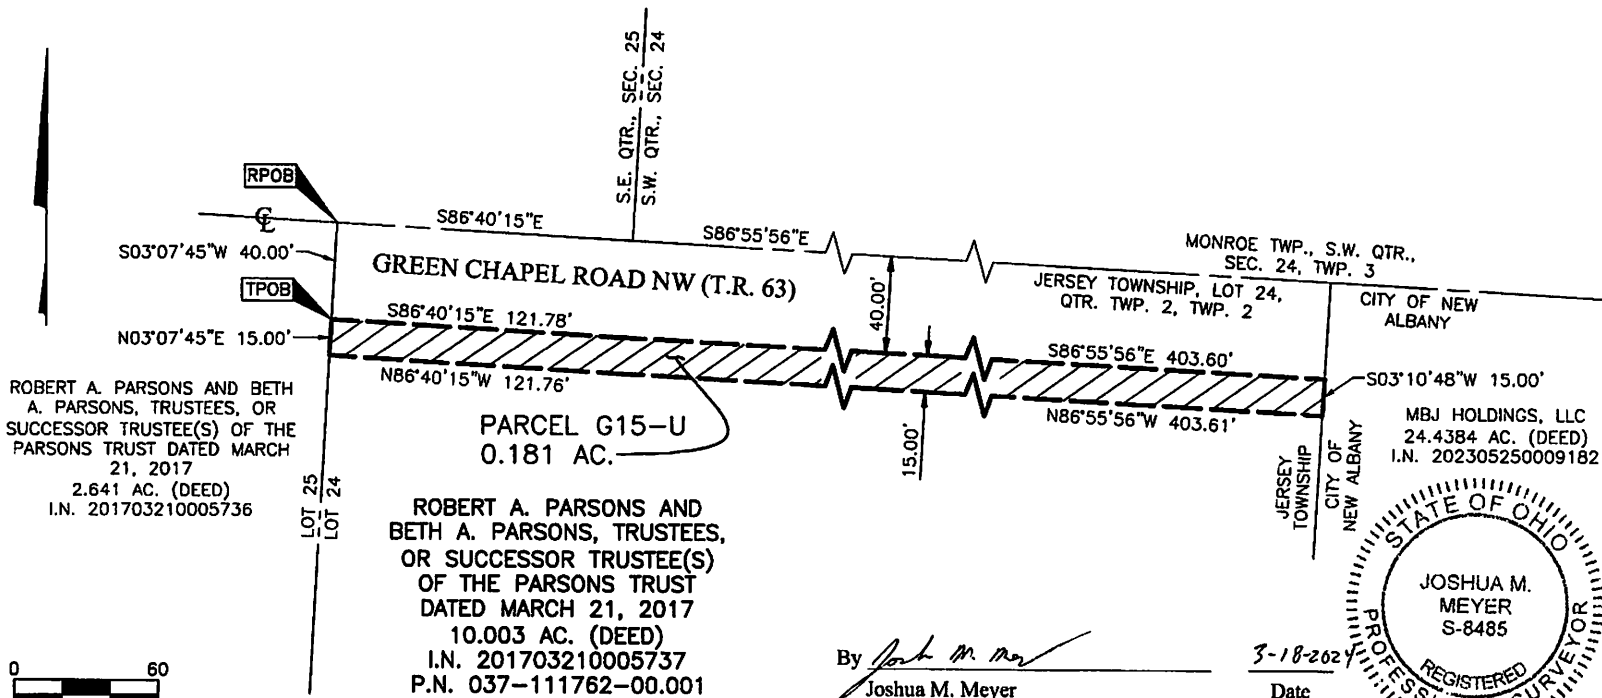 S.E. QTR., SEC. 25
S.W. QTR., SEC. 24
RPOB
℄
S86°40'15"E
S86°55'56"E
S03°07'45"W 40.00'
GREEN CHAPEL ROAD NW (T.R. 63)
MONROE TWP., S.W. QTR.,
SEC. 24, TWP. 3
JERSEY TOWNSHIP, LOT 24,
QTR. TWP. 2, TWP. 2
CITY OF NEW
ALBANY
TPOB
40.00'
S86°40'15"E 121.78'
N03°07'45"E 15.00'
S86°55'56"E 403.60'
N86°40'15"W 121.76'
S03°10'48"W 15.00'
N86°55'56"W 403.61'
15.00'
ROBERT A. PARSONS AND BETH
A. PARSONS, TRUSTEES, OR
SUCCESSOR TRUSTEE(S) OF THE
PARSONS TRUST DATED MARCH
21, 2017
2.641 AC. (DEED)
I.N. 201703210005736
PARCEL G15-U
0.181 AC.
MBJ HOLDINGS, LLC
24.4384 AC. (DEED)
I.N. 202305250009182
JERSEY
TOWNSHIP
CITY OF
NEW ALBANY
LOT 25
LOT 24
ROBERT A. PARSONS AND
BETH A. PARSONS, TRUSTEES,
OR SUCCESSOR TRUSTEE(S)
OF THE PARSONS TRUST
DATED MARCH 21, 2017
10.003 AC. (DEED)
I.N. 201703210005737
P.N. 037-111762-00.001
STATE OF OHIO
JOSHUA M.
MEYER
S-8485
REGISTERED
SURVEYOR
0 60
By
Joshua M. Meyer
3-18-2024
Date